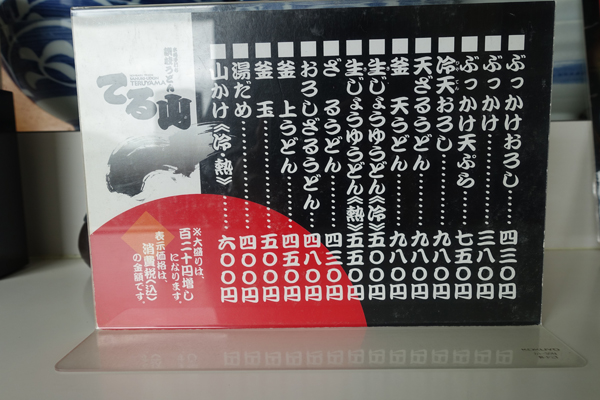 ぶっかけおろし……四三〇円
ぶっかけ……三八〇円
ぶっかけ天ぷら……七五〇円
冷天おろし……九八〇円
天ざるうどん……九八〇円
釜 天うどん……九八〇円
生じょうゆうどん《冷》……五〇〇円
生じょうゆうどん《熱》……五五〇円
ざ るうどん……四三〇円
おろしざるうどん……四八〇円
釜 上うどん……四五〇円
釜 玉……五〇〇円
湯だめ……四〇〇円
山かけ《冷・熱》……六〇〇円
讃岐うどん
TERUYAMA
てる山
※大盛りは、
百二十円増し
になります。
表示価格は、
消費税〈込〉
の金額です。